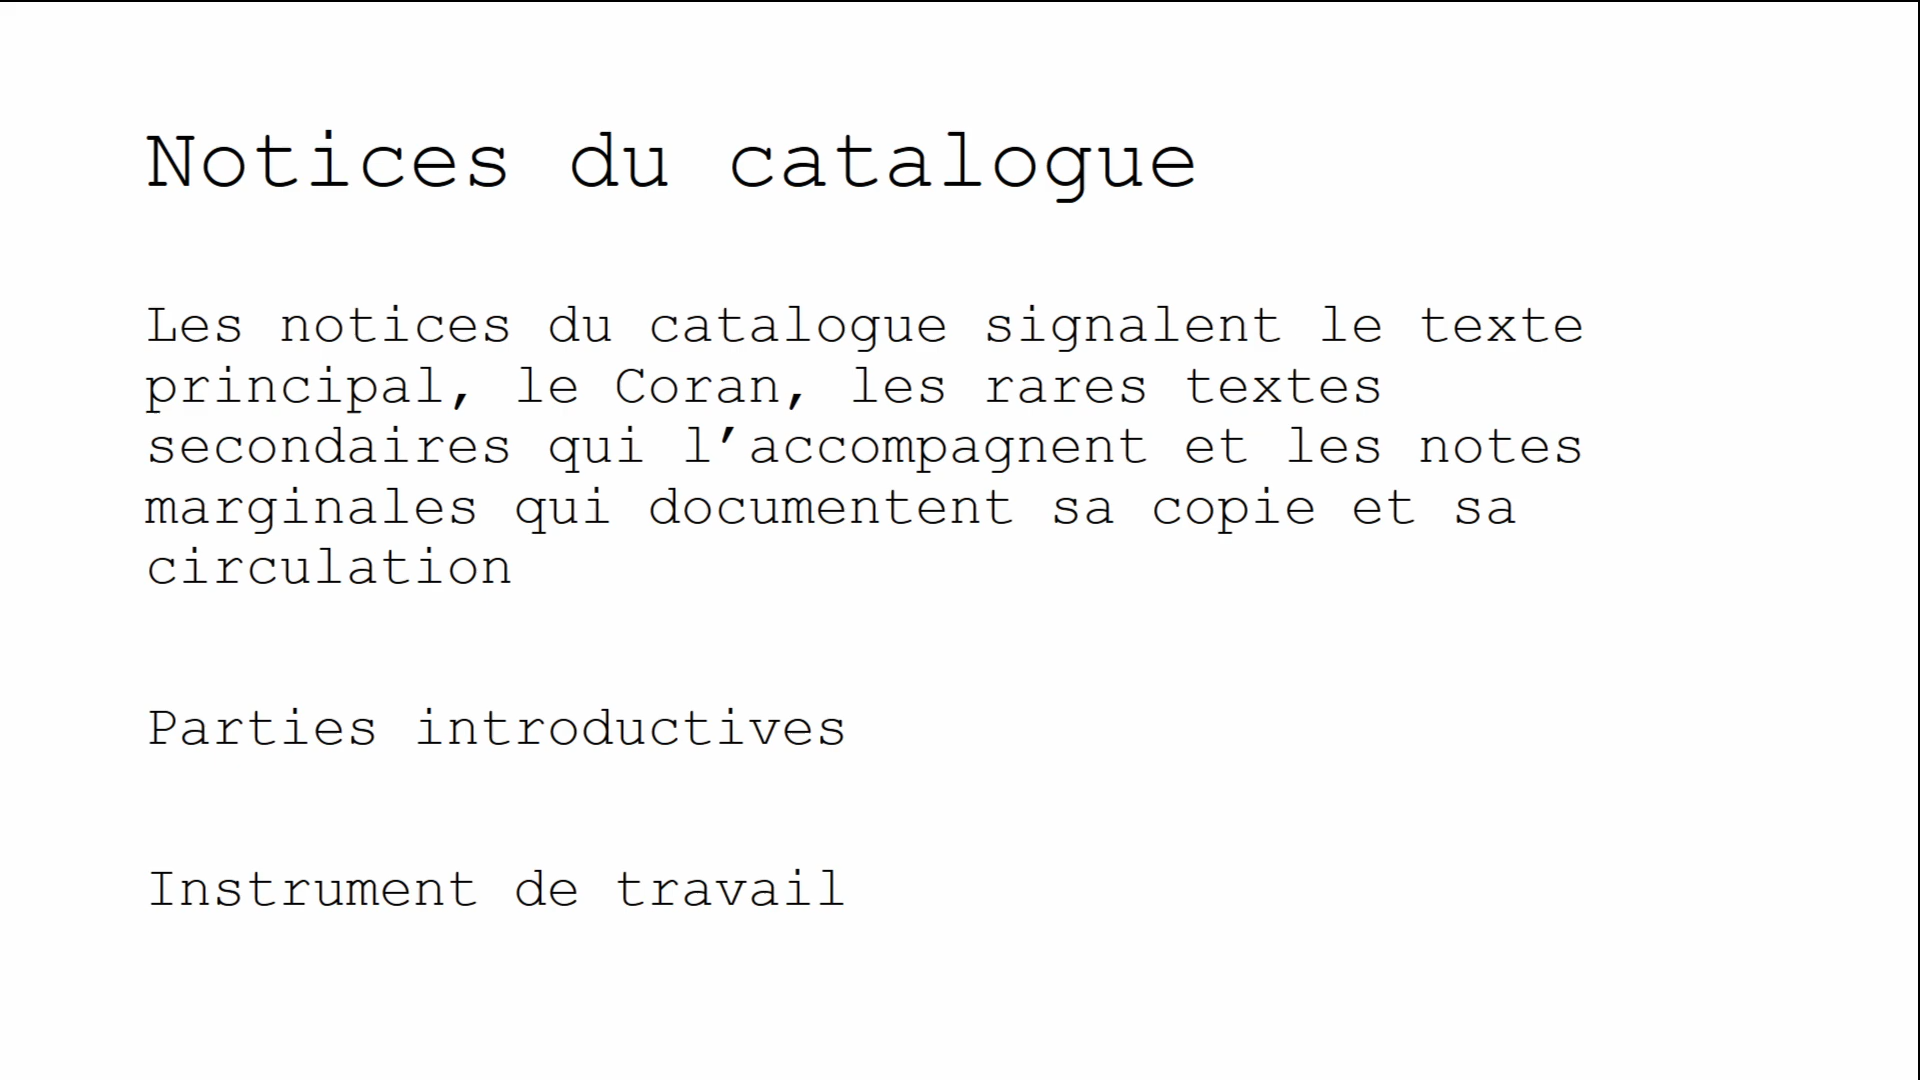 Notices du catalogue
Les notices du catalogue signalent le texte
principal, le Coran, les rares textes
secondaires qui l’accompagnent et les notes
marginales qui documentent sa copie et sa
circulation
Parties introductives
Instrument de travail